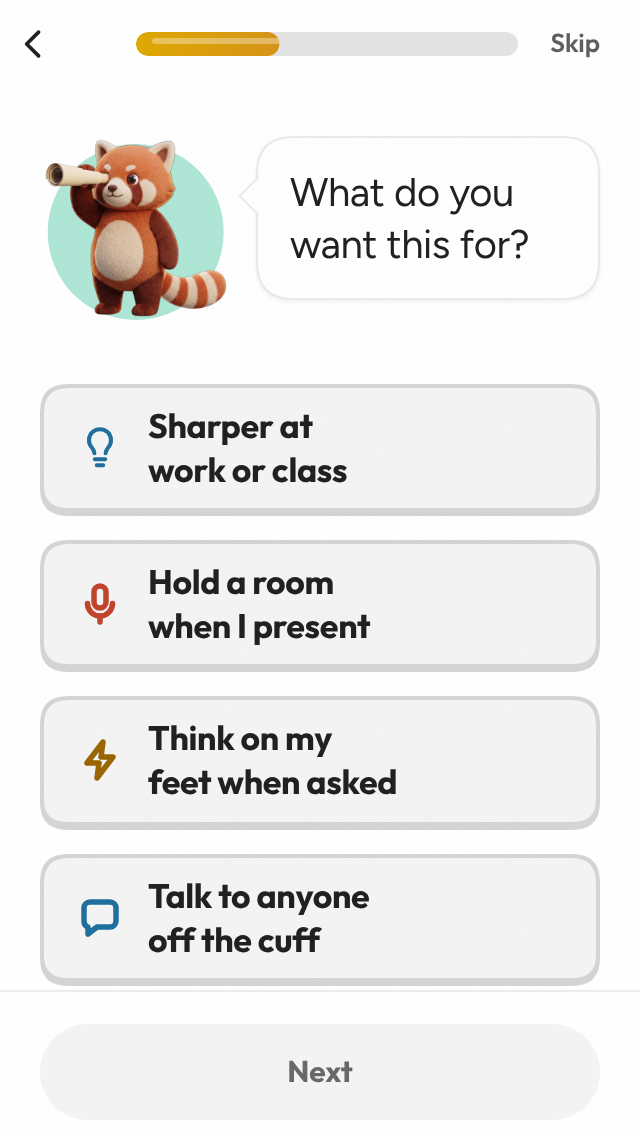 Skip
What do you
want this for?
Sharper at
work or class
Hold a room
when I present
Think on my
feet when asked
Talk to anyone
off the cuff
Next